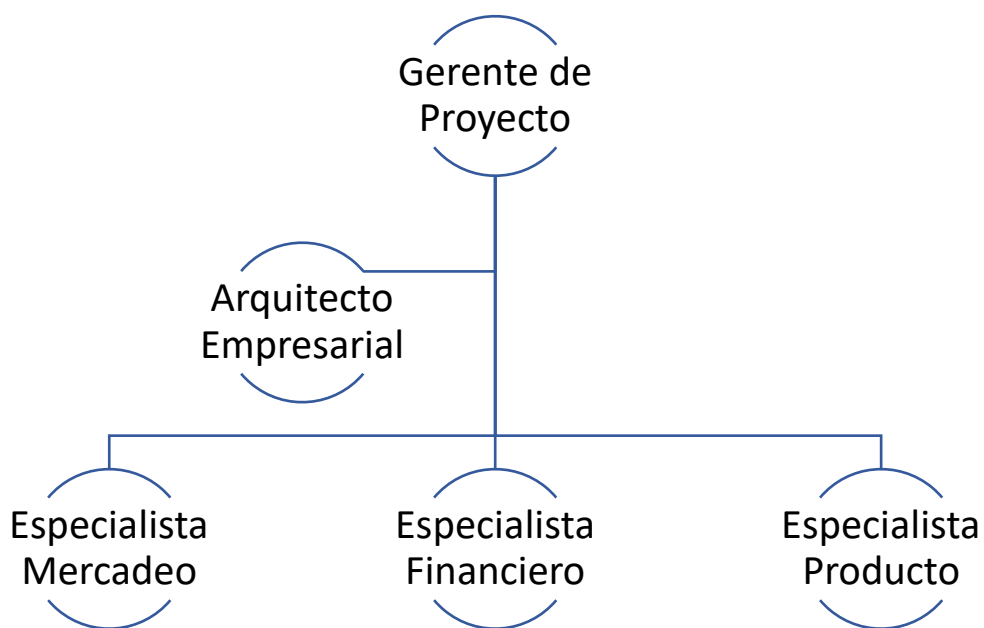 Gerente de
Proyecto
Arquitecto
Empresarial
Especialista
Mercadeo
Especialista
Financiero
Especialista
Producto